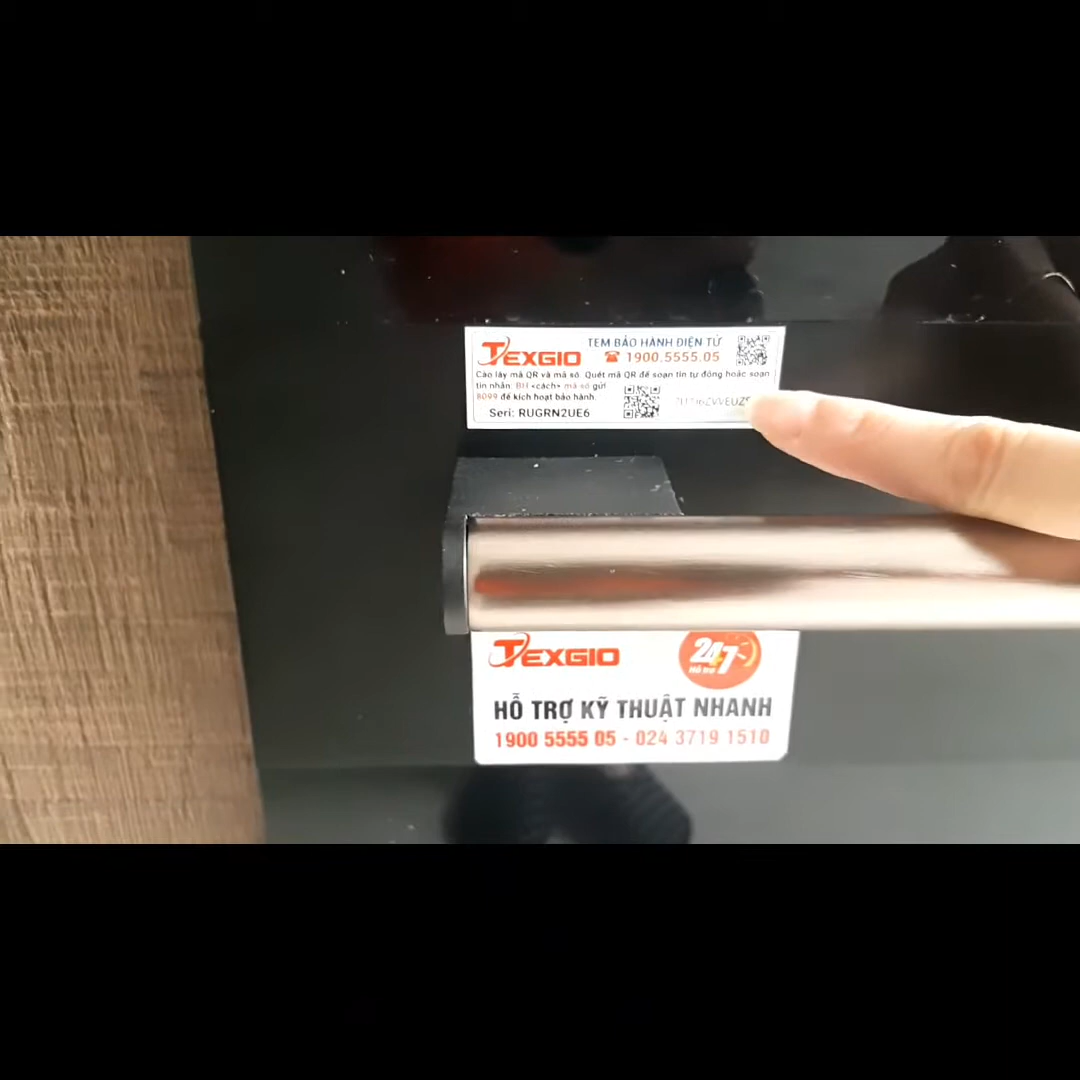 TEXGIO
TEM BẢO HÀNH ĐIỆN TỬ
☎ 1900.5555.05
Cào lấy mã QR và mã số. Quét mã QR để soạn tin tự động hoặc soạn
tin nhắn: BH <cách> mã số gửi
8099 để kích hoạt bảo hành.
Seri: RUGRN2UE6
TEXGIO
24/7
Hỗ trợ
HỖ TRỢ KỸ THUẬT NHANH
1900 5555 05 - 024 3719 1510